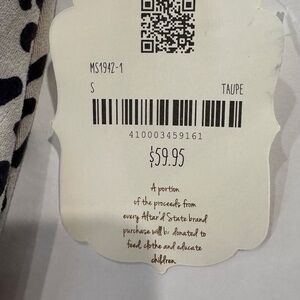 MS1942-1
S TAUPE
410003459161
$59.95
A portion
of the proceeds from
every Alter'd State brand
purchase will be donated to
feed, clothe and educate
children.